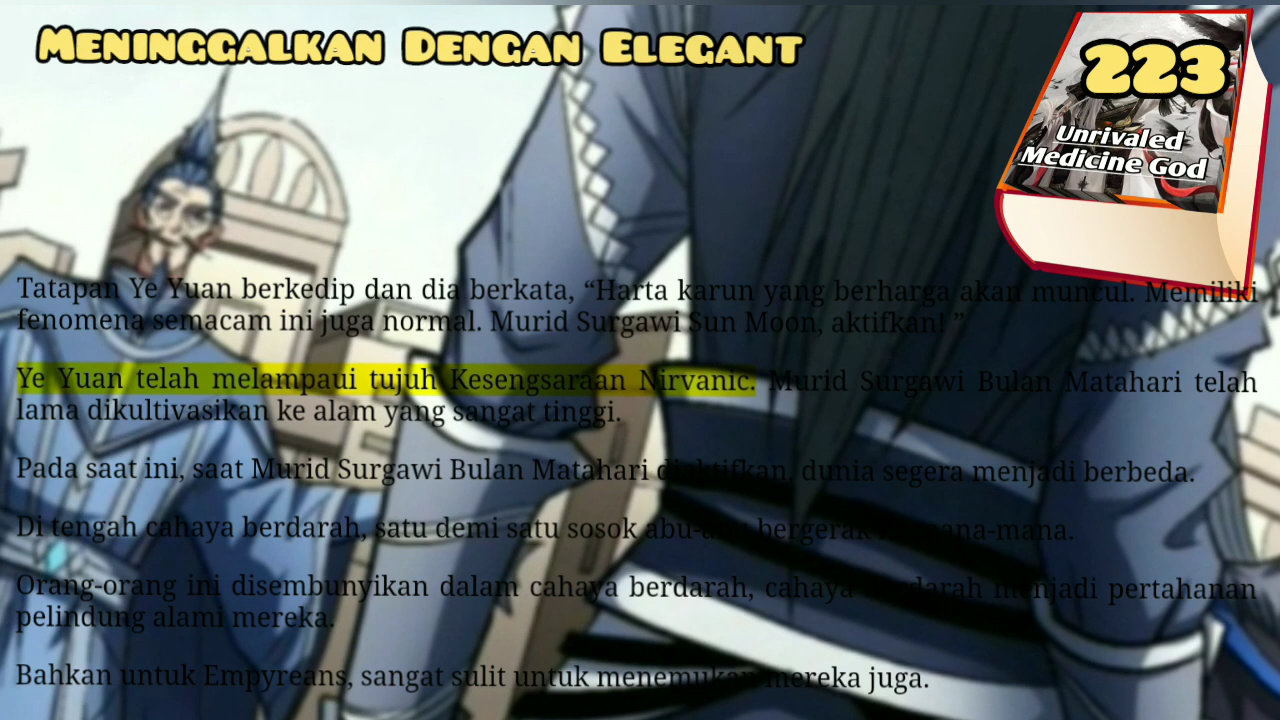 Meninggalkan Dengan Elegant
223
Unrivaled
Medicine God
Tatapan Ye Yuan berkedip dan dia berkata, “Harta karun yang berharga akan muncul. Memiliki
fenomena semacam ini juga normal. Murid Surgawi Sun Moon, aktifkan! ”
Ye Yuan telah melampaui tujuh Kesengsaraan Nirvanic. Murid Surgawi Bulan Matahari telah
lama dikultivasikan ke alam yang sangat tinggi.
Pada saat ini, saat Murid Surgawi Bulan Matahari diaktifkan, dunia segera menjadi berbeda.
Di tengah cahaya berdarah, satu demi satu sosok abu-abu bergerak ke mana-mana.
Orang-orang ini disembunyikan dalam cahaya berdarah, cahaya berdarah menjadi pertahanan
pelindung alami mereka.
Bahkan untuk Empyreans, sangat sulit untuk menemukan mereka juga.